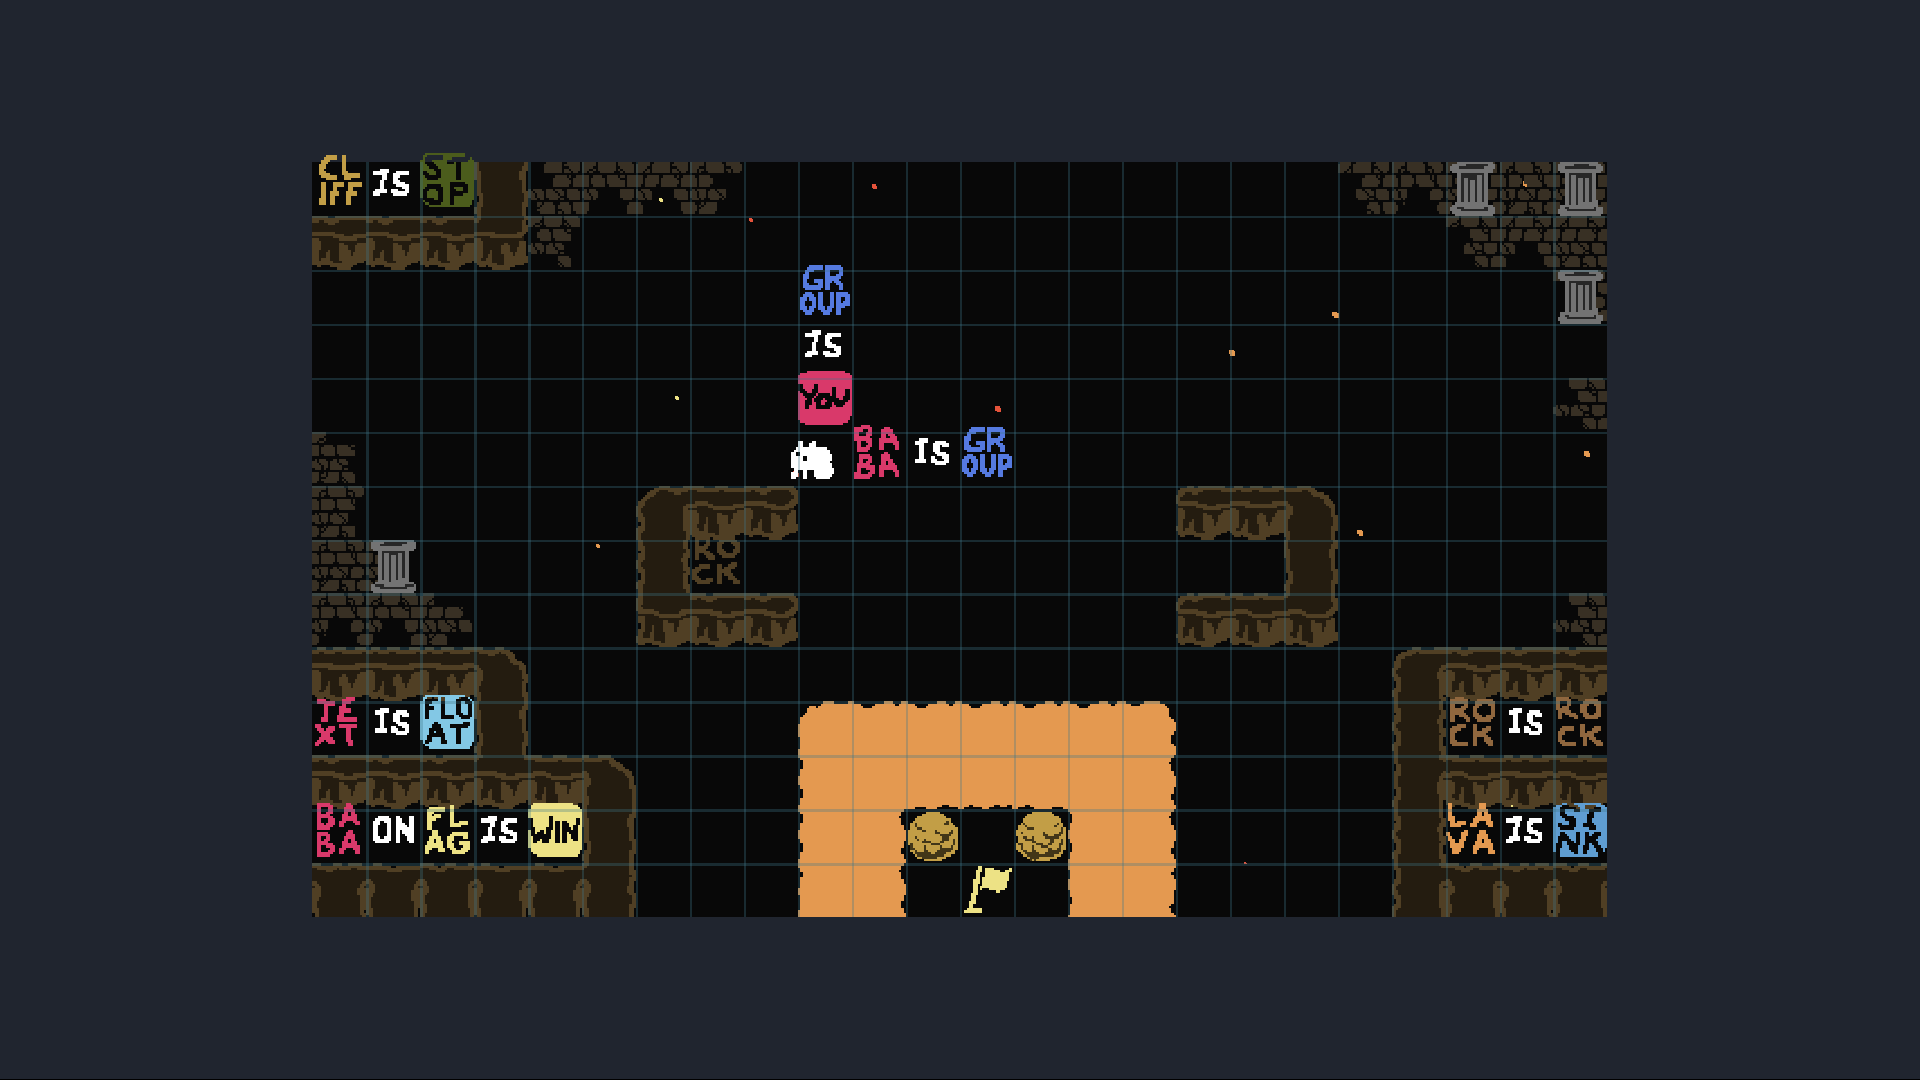 CLIFF IS STOP
GROUP
IS
YOU
BABA IS GROUP
ROCK
TEXT IS FLOAT
ROCK IS ROCK
BABA ON FLAG IS WIN
LAVA IS SINK